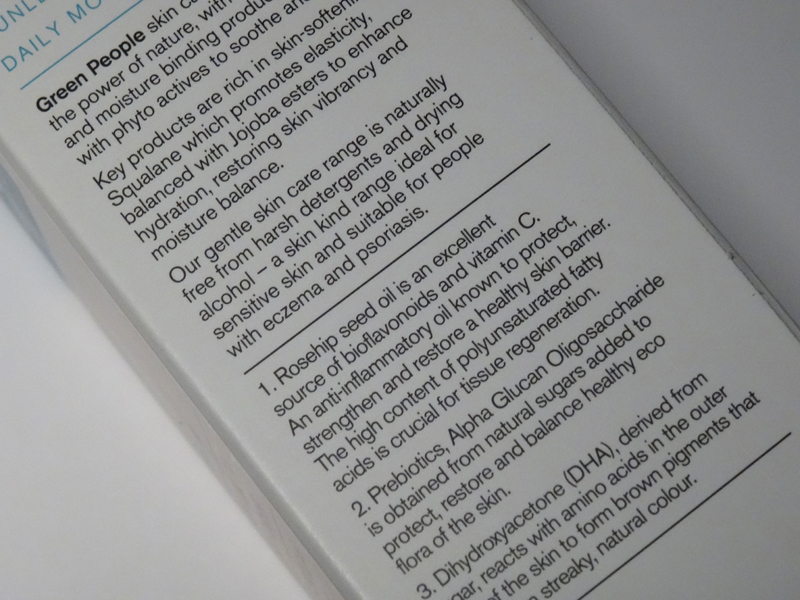 DAILY MO
Green People skin ca
the power of nature, with
and moisture binding produc
with phyto actives to soothe and
Key products are rich in skin-softenin
Squalane which promotes elasticity,
balanced with Jojoba esters to enhance
hydration, restoring skin vibrancy and
moisture balance.
Our gentle skin care range is naturally
free from harsh detergents and drying
alcohol – a skin kind range ideal for
sensitive skin and suitable for people
with eczema and psoriasis.
1. Rosehip seed oil is an excellent
source of bioflavonoids and vitamin C.
An anti-inflammatory oil known to protect,
strengthen and restore a healthy skin barrier.
The high content of polyunsaturated fatty
acids is crucial for tissue regeneration.
2. Prebiotics, Alpha Glucan Oligosaccharide
is obtained from natural sugars added to
protect, restore and balance healthy eco
flora of the skin.
3. Dihydroxyacetone (DHA), derived from
gar, reacts with amino acids in the outer
of the skin to form brown pigments that
n streaky, natural colour.